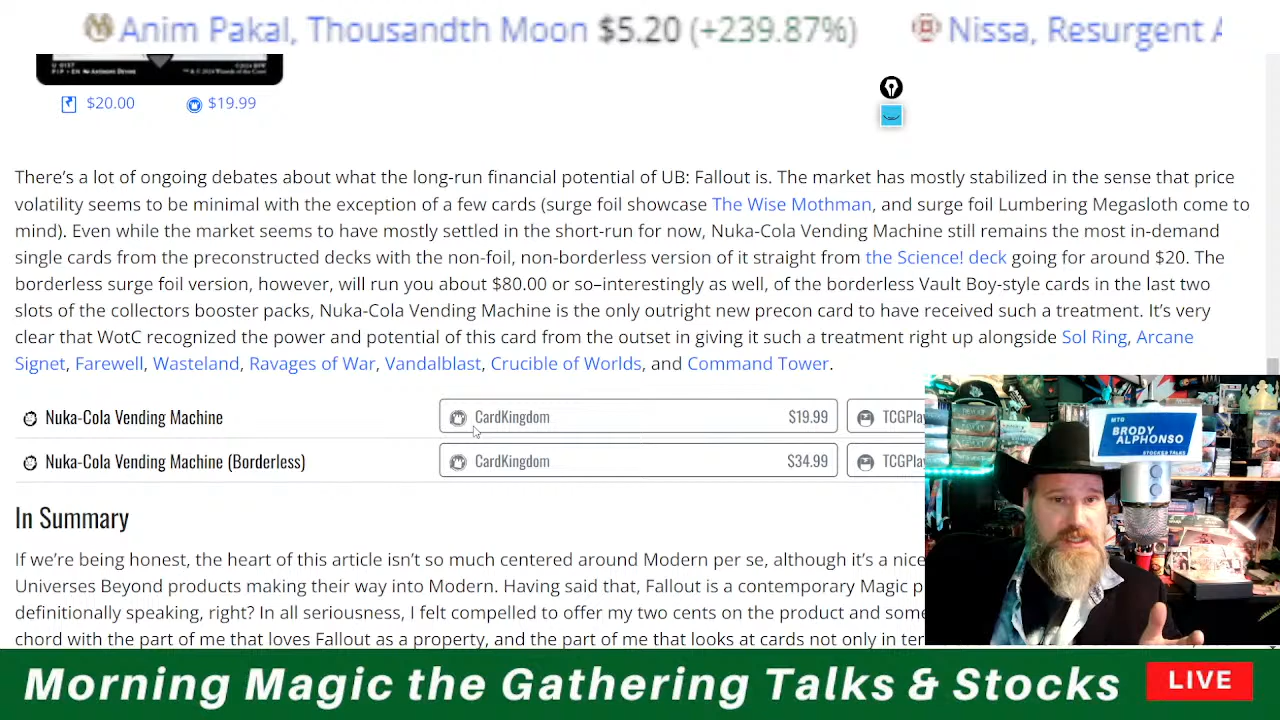 Anim Pakal, Thousandth Moon $5.20 (+239.87%) Nissa, Resurgent
$20.00 $19.99
There's a lot of ongoing debates about what the long-run financial potential of UB: Fallout is. The market has mostly stabilized in the sense that price
volatility seems to be minimal with the exception of a few cards (surge foil showcase The Wise Mothman, and surge foil Lumbering Megasloth come to
mind). Even while the market seems to have mostly settled in the short-run for now, Nuka-Cola Vending Machine still remains the most in-demand
single cards from the preconstructed decks with the non-foil, non-borderless version of it straight from the Science! deck going for around $20. The
borderless surge foil version, however, will run you about $80.00 or so–interestingly as well, of the borderless Vault Boy-style cards in the last two
slots of the collectors booster packs, Nuka-Cola Vending Machine is the only outright new precon card to have received such a treatment. It's very
clear that WotC recognized the power and potential of this card from the outset in giving it such a treatment right up alongside Sol Ring, Arcane
Signet, Farewell, Wasteland, Ravages of War, Vandalblast, Crucible of Worlds, and Command Tower.
Nuka-Cola Vending Machine CardKingdom $19.99 TCGPla
Nuka-Cola Vending Machine (Borderless) CardKingdom $34.99 TCGPla
MTG
BRODY
ALPHONSO
STOCKS & TALKS
In Summary
If we're being honest, the heart of this article isn't so much centered around Modern per se, although it's a nice
Universes Beyond products making their way into Modern. Having said that, Fallout is a contemporary Magic p
definitionally speaking, right? In all seriousness, I felt compelled to offer my two cents on the product and some
chord with the part of me that loves Fallout as a property, and the part of me that looks at cards not only in ter
Morning Magic the Gathering Talks & Stocks LIVE